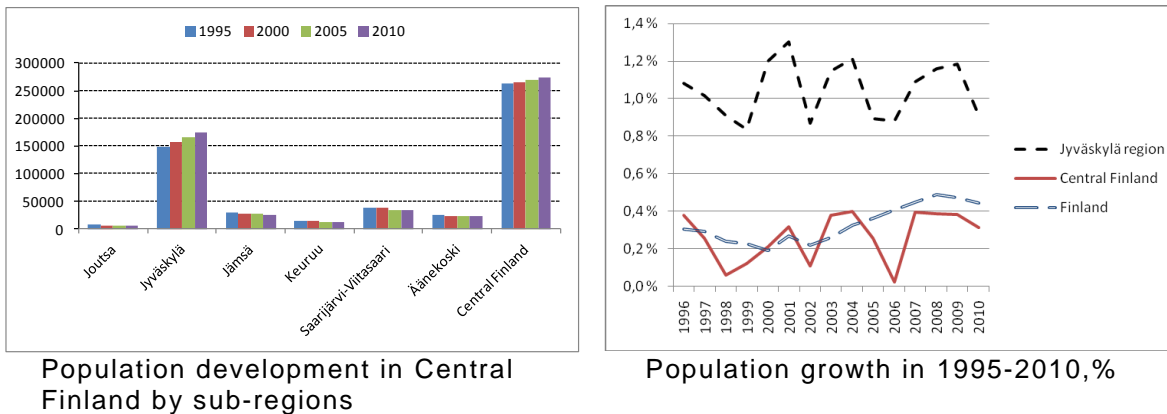 1995 2000 2005 2010
300000
250000
200000
150000
100000
50000
0
Joutsa
Jyväskylä
Jämsä
Keuruu
Saarijärvi-Viitasaari
Äänekoski
Central Finland
Population development in Central
Finland by sub-regions
1,4 %
1,2 %
1,0 %
0,8 %
0,6 %
0,4 %
0,2 %
0,0 %
1996
1997
1998
1999
2000
2001
2002
2003
2004
2005
2006
2007
2008
2009
2010
Jyväskylä region
Central Finland
Finland
Population growth in 1995-2010,%